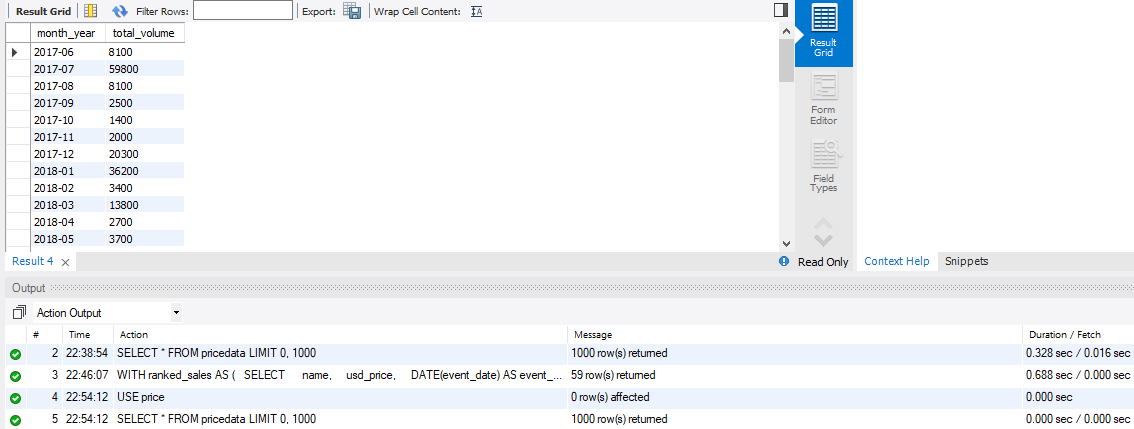 Result Grid Filter Rows: Export: Wrap Cell Content:
month_year total_volume
2017-06 8100
2017-07 59800
2017-08 8100
2017-09 2500
2017-10 1400
2017-11 2000
2017-12 20300
2018-01 36200
2018-02 3400
2018-03 13800
2018-04 2700
2018-05 3700
Result
Grid
Form
Editor
Field
Types
Result 4 Read Only Context Help Snippets
Output
Action Output
# Time Action Message Duration / Fetch
2 22:38:54 SELECT * FROM pricedata LIMIT 0, 1000 1000 row(s) returned 0.328 sec / 0.016 sec
3 22:46:07 WITH ranked_sales AS ( SELECT name, usd_price, DATE(event_date) AS event_... 59 row(s) returned 0.688 sec / 0.000 sec
4 22:54:12 USE price 0 row(s) affected 0.000 sec
5 22:54:12 SELECT * FROM pricedata LIMIT 0, 1000 1000 row(s) returned 0.000 sec / 0.000 sec